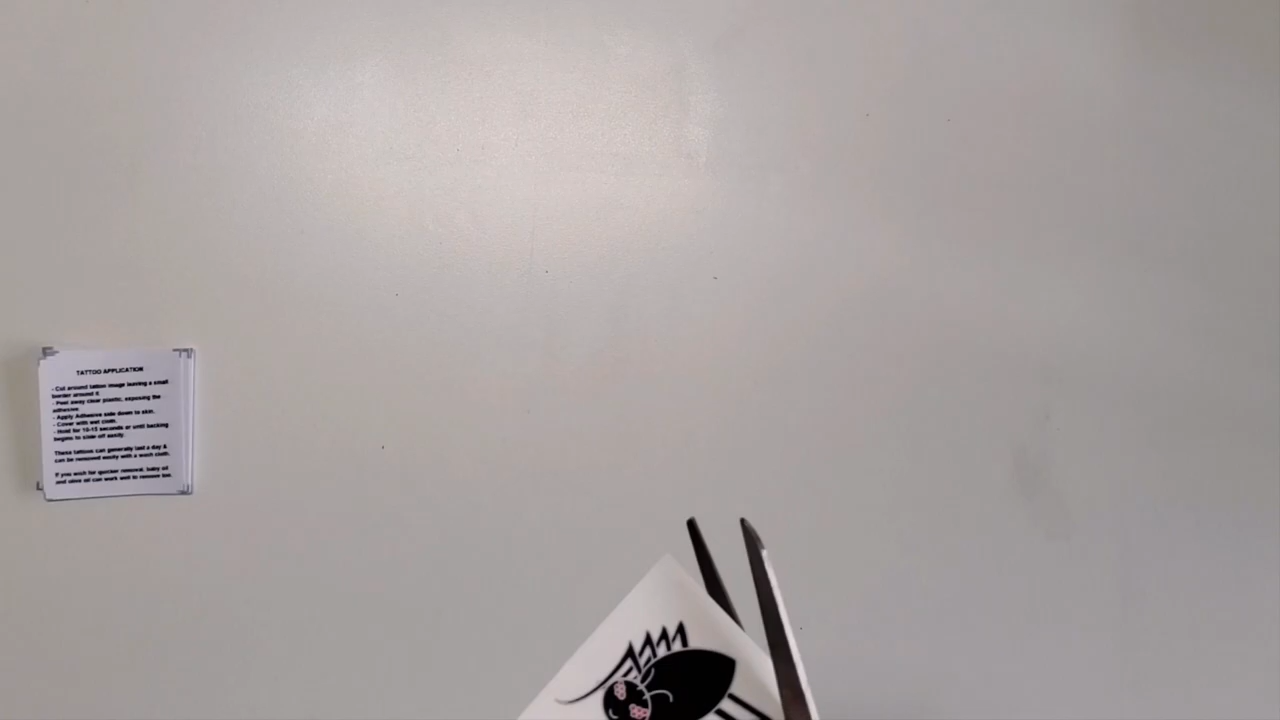 TATTOO APPLICATION
- Cut around tattoo image leaving a small
border around it
- Peel away clear plastic, exposing the
adhesive.
- Apply Adhesive side down to skin.
- Cover with wet cloth.
- Hold for 10-15 seconds or until backing
begins to slide off easily.
These tattoos can generally last a day &
can be removed easily with a wash cloth.
If you wish for quicker removal, baby oil
and olive oil can work well to remove too.